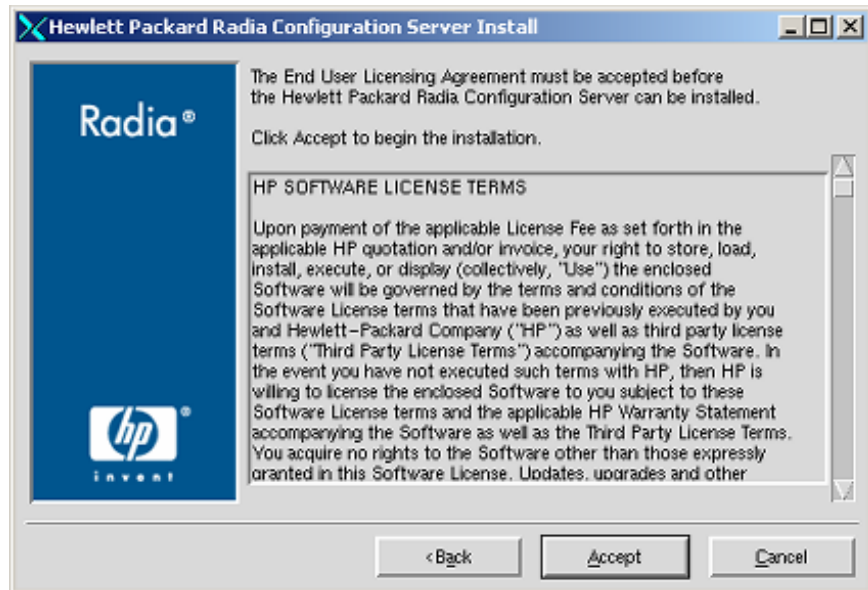 Hewlett Packard Radia Configuration Server Install
Radia®
The End User Licensing Agreement must be accepted before
the Hewlett Packard Radia Configuration Server can be installed.
Click Accept to begin the installation.
HP SOFTWARE LICENSE TERMS
Upon payment of the applicable License Fee as set forth in the
applicable HP quotation and/or invoice, your right to store, load,
install, execute, or display (collectively, "Use") the enclosed
Software will be governed by the terms and conditions of the
Software License terms that have been previously executed by you
and Hewlett-Packard Company ("HP") as well as third party license
terms ("Third Party License Terms") accompanying the Software. In
the event you have not executed such terms with HP, then HP is
willing to license the enclosed Software to you subject to these
Software License terms and the applicable HP Warranty Statement
accompanying the Software as well as the Third Party License Terms.
You acquire no rights to the Software other than those expressly
granted in this Software License. Updates, upgrades and other
hp®
invent
<Back
Accept
Cancel